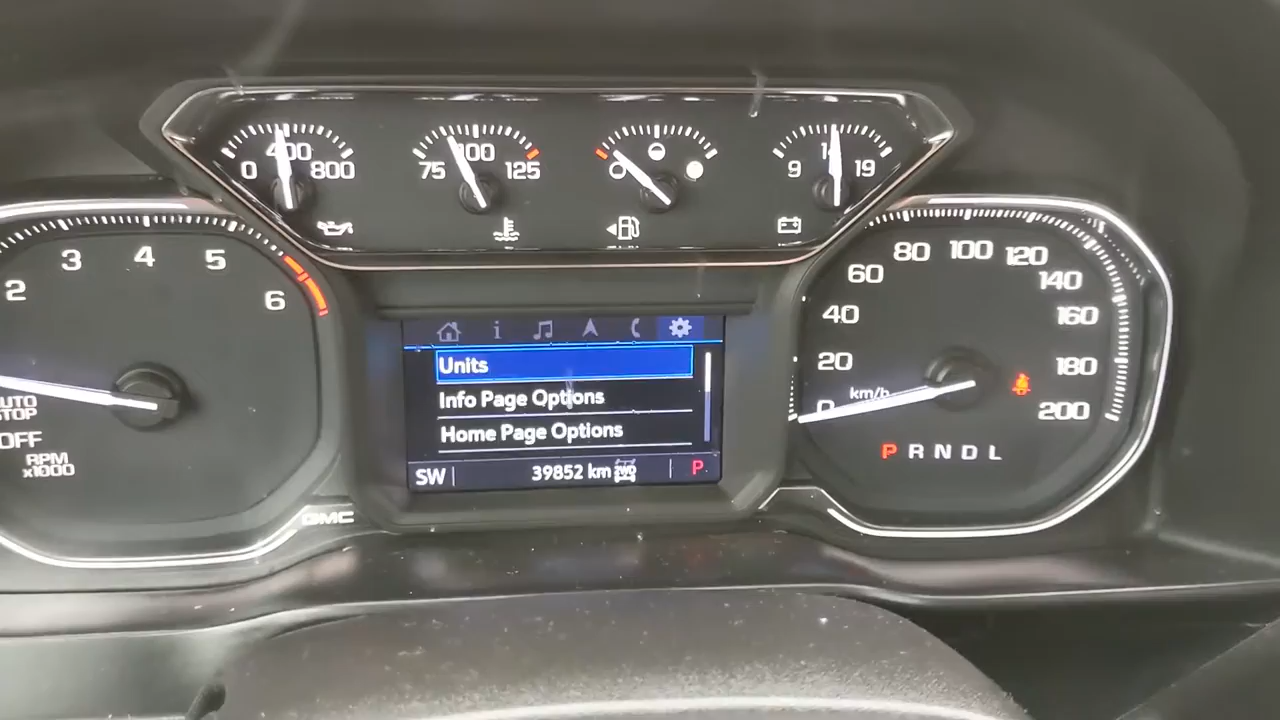 0 400 800
75 100 125
9 19
2 3 4 5 6
AUTO
STOP
OFF
RPM
x1000
GMC
Units
Info Page Options
Home Page Options
SW 39852 km 2WD P
0 20 40 60 80 100 120 140 160 180 200
km/h
P R N D L